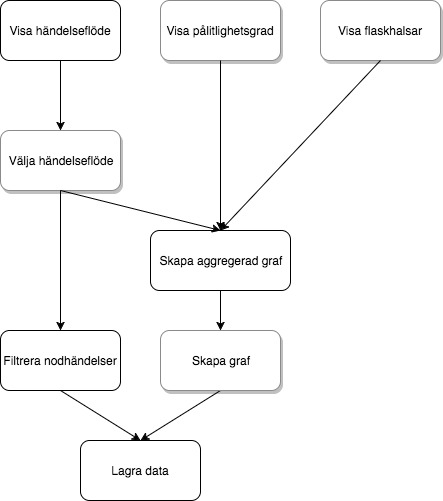 Visa händelseflöde
Visa pålitlighetsgrad
Visa flaskhalsar
Välja händelseflöde
Skapa aggregerad graf
Filtrera nodhändelser
Skapa graf
Lagra data